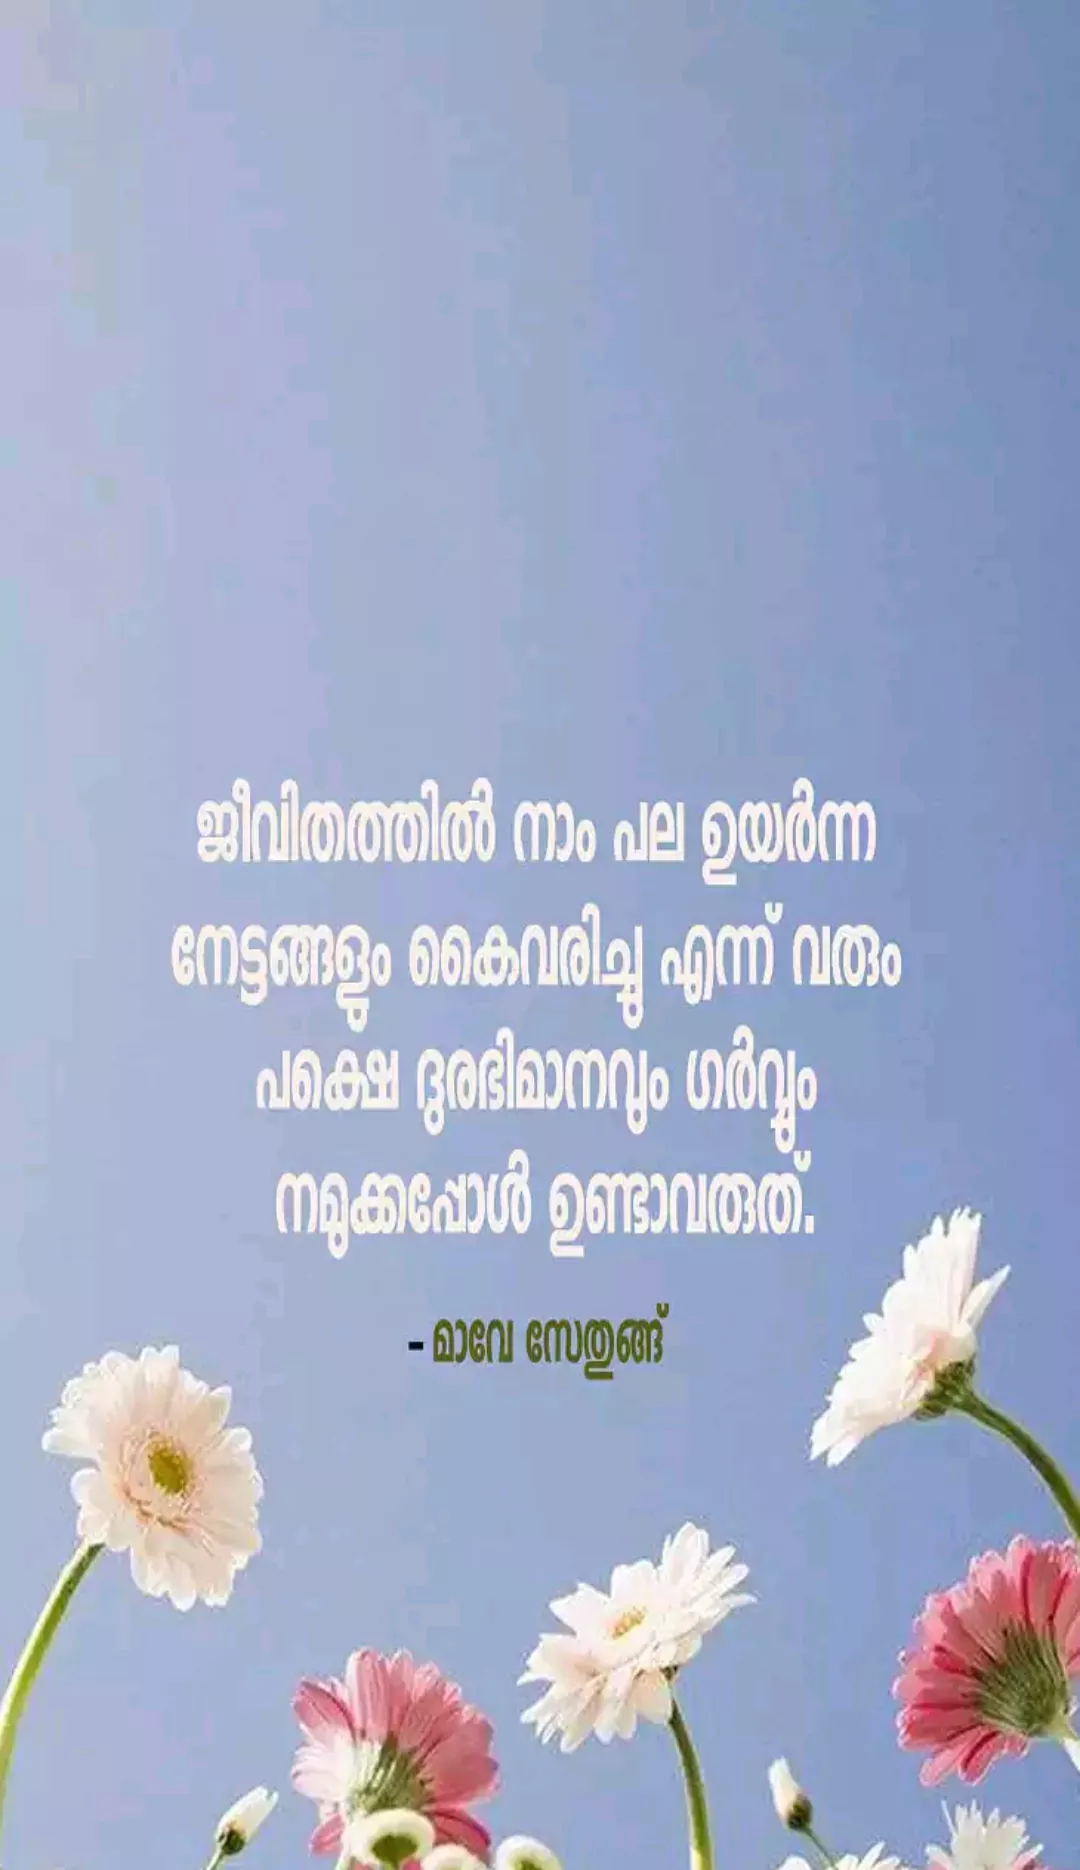 ജീവിതത്തിൽ നാം പല ഉയർന്ന
നേട്ടങ്ങളും കൈവരിച്ചു എന്ന് വരും
പക്ഷെ ദുരഭിമാനവും ഗർവ്വും
നമുക്കപ്പോൾ ഉണ്ടാവരുത്.
- മാവേ സേതുങ്ങ്